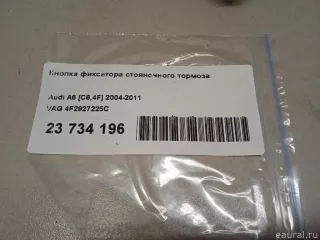 Кнопка фиксатора стояночного тормоза
Audi A6 [C6,4F] 2004-2011
VAG 4F2927225C
23 734 196
eaural.ru